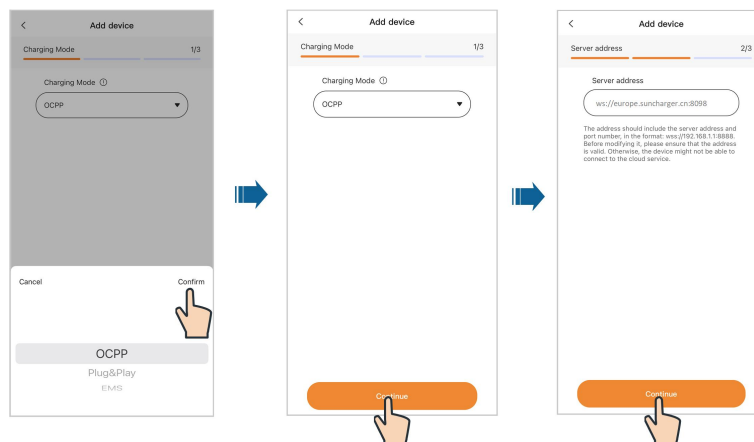 Add device
Charging Mode 1/3
Charging Mode
OCPP
Cancel Confirm
OCPP
Plug&Play
EMS
Add device
Charging Mode 1/3
Charging Mode
OCPP
Continue
Add device
Server address 2/3
Server address
ws://europe.suncharger.cn:8098
The address should include the server address and
port number, in the format: wss://192.168.1.1:8888.
Before modifying it, please ensure that the address
is valid. Otherwise, the device might not be able to
connect to the cloud service.
Continue